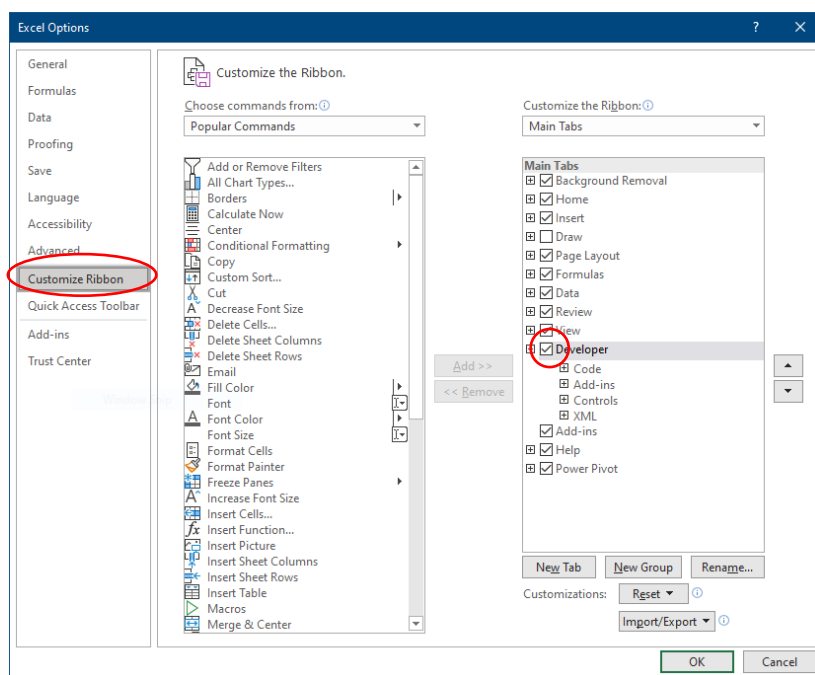 Excel Options
?
General
Formulas
Data
Proofing
Save
Language
Accessibility
Advanced
Customize Ribbon
Quick Access Toolbar
Add-ins
Trust Center
Customize the Ribbon.
Choose commands from:
Popular Commands
Add or Remove Filters
All Chart Types...
Borders
Calculate Now
Center
Conditional Formatting
Copy
Custom Sort...
Cut
Decrease Font Size
Delete Cells...
Delete Sheet Columns
Delete Sheet Rows
Email
Fill Color
Font
Font Color
Font Size
Format Cells
Format Painter
Freeze Panes
Increase Font Size
Insert Cells...
Insert Function...
Insert Picture
Insert Sheet Columns
Insert Sheet Rows
Insert Table
Macros
Merge & Center
Add >>
<< Remove
Customize the Ribbon:
Main Tabs
Main Tabs
Background Removal
Home
Insert
Draw
Page Layout
Formulas
Data
Review
View
Developer
Code
Add-ins
Controls
XML
Add-ins
Help
Power Pivot
New Tab
New Group
Rename...
Customizations:
Reset
Import/Export
OK
Cancel